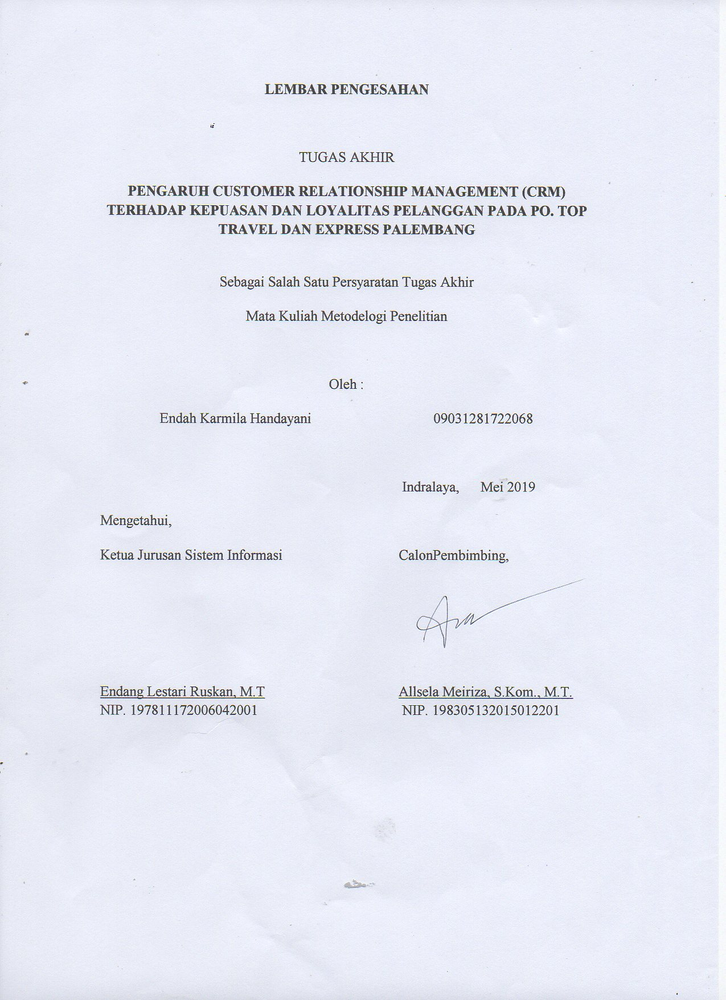 LEMBAR PENGESAHAN
TUGAS AKHIR
PENGARUH CUSTOMER RELATIONSHIP MANAGEMENT (CRM)
TERHADAP KEPUASAN DAN LOYALITAS PELANGGAN PADA PO. TOP
TRAVEL DAN EXPRESS PALEMBANG
Sebagai Salah Satu Persyaratan Tugas Akhir
Mata Kuliah Metodelogi Penelitian
Oleh :
Endah Karmila Handayani 09031281722068
Indralaya, Mei 2019
Mengetahui,
Ketua Jurusan Sistem Informasi CalonPembimbing,
Endang Lestari Ruskan, M.T Allsela Meiriza, S.Kom., M.T.
NIP. 197811172006042001 NIP. 198305132015012201